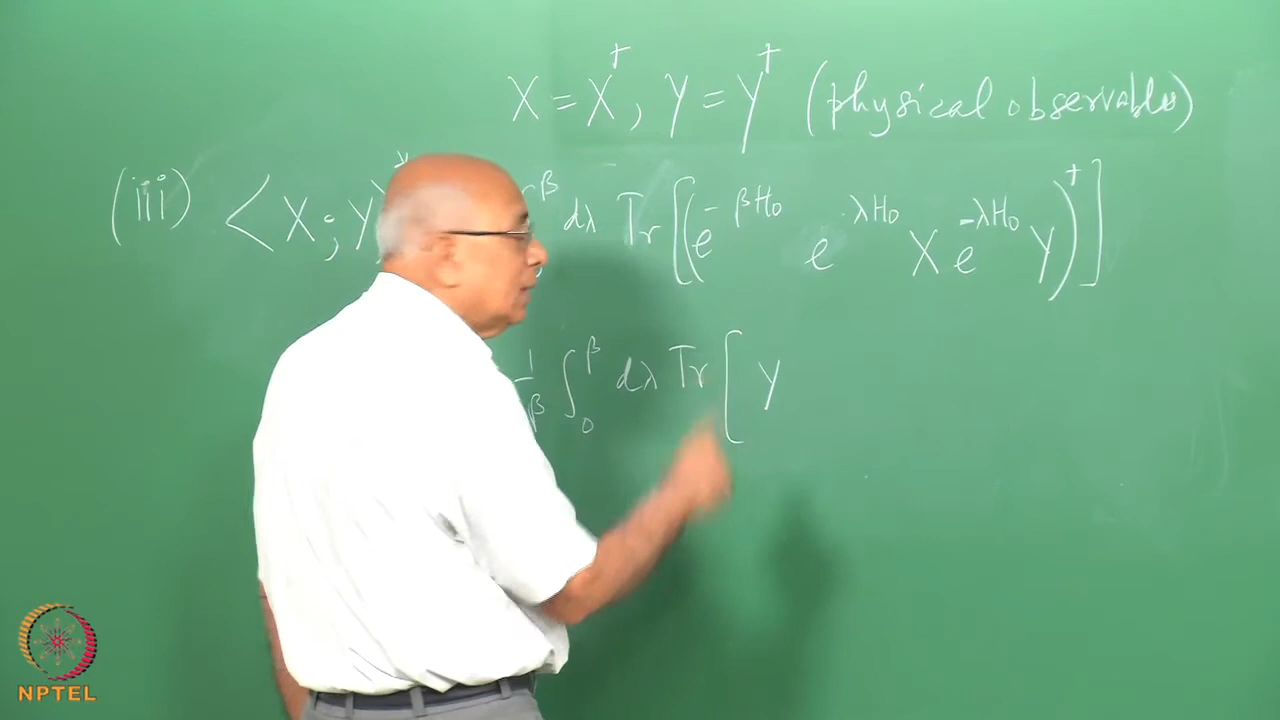 X = X†, Y = Y† (physical observables)
(iii) ⟨X; Y⟩* β dλ Tr [(e^{-βH₀} e^{λH₀} X e^{-λH₀} Y)†]
1/β ∫₀^β dλ Tr [ Y
NPTEL